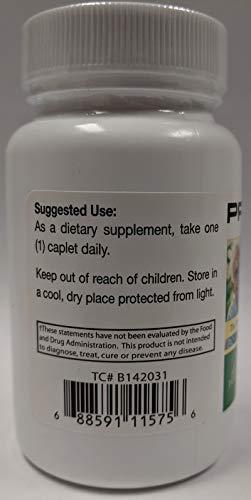 Suggested Use:
As a dietary supplement, take one
(1) caplet daily.
Keep out of reach of children. Store in
a cool, dry place protected from light.
†These statements have not been evaluated by the Food
and Drug Administration. This product is not intended
to diagnose, treat, cure or prevent any disease.
TC# B142031
6 88591 11575 6